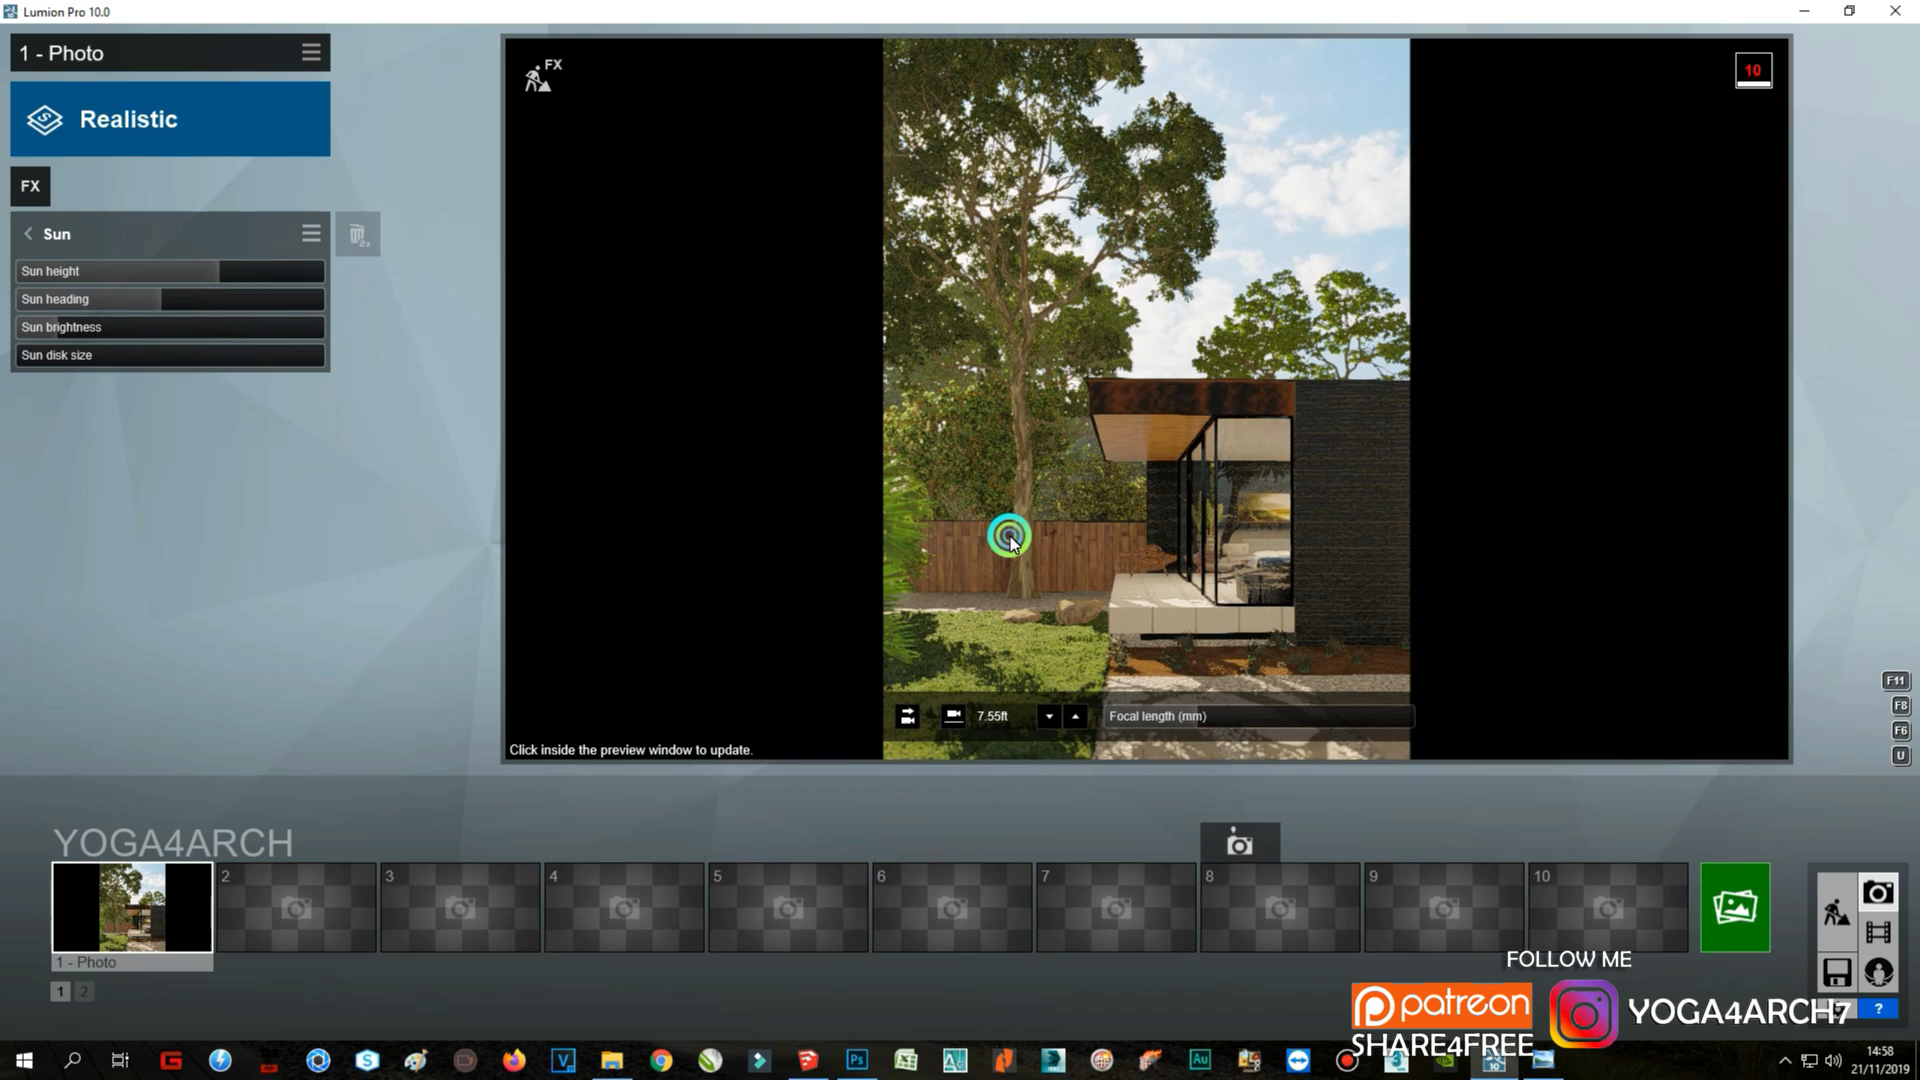 Lumion Pro 10.0
1 - Photo
FX
10
Realistic
FX
Sun
2x
Sun height
Sun heading
Sun brightness
Sun disk size
7.55ft
Focal length (mm)
Click inside the preview window to update.
F11
F8
F6
U
YOGA4ARCH
2
3
4
5
6
7
8
9
10
1 - Photo
1
2
FOLLOW ME
patreon
SHARE4FREE
YOGA4ARCH7
?
14:58
21/11/2019